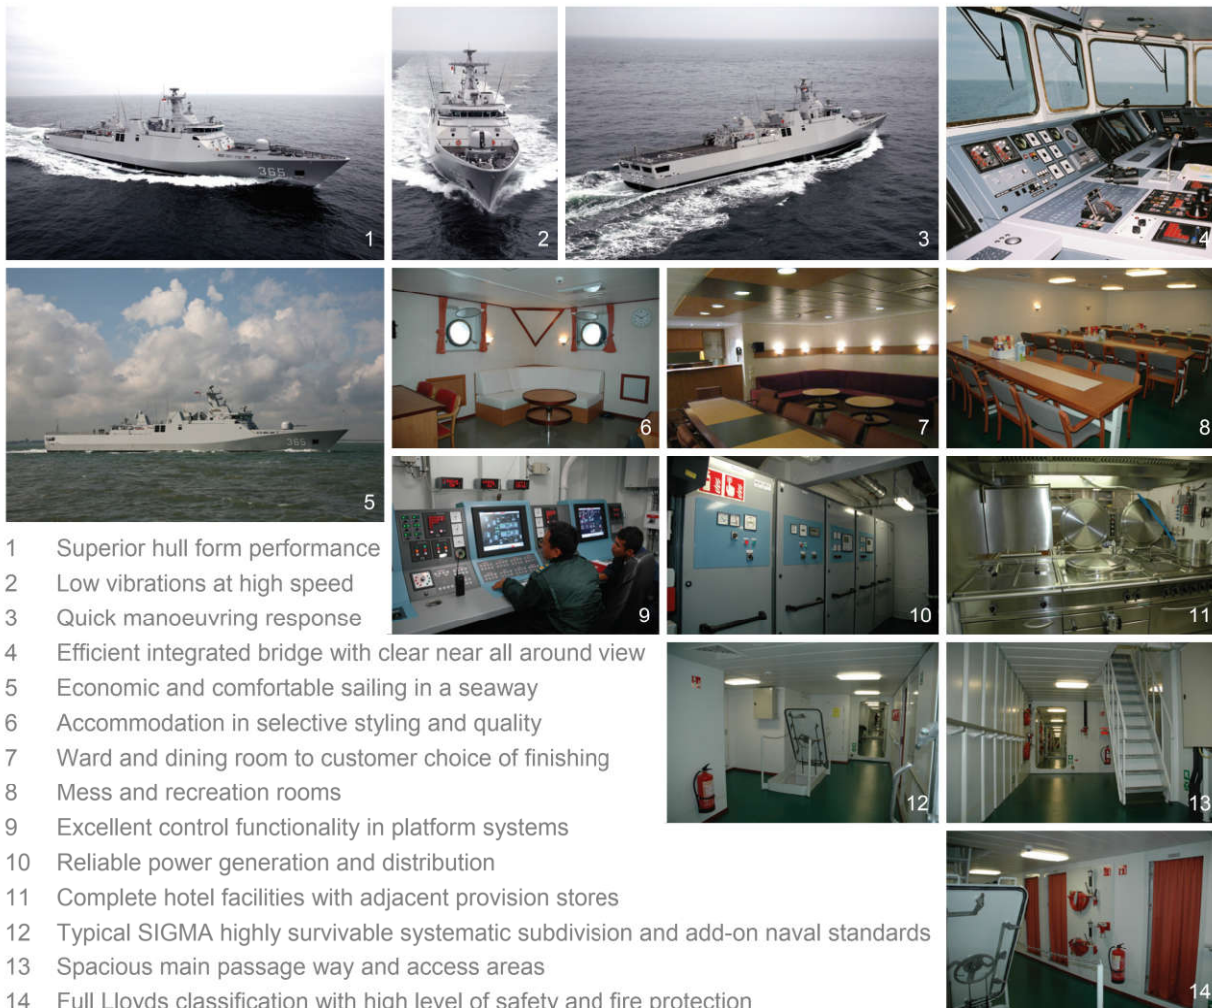 365
1
2
3
4
365
5
6
7
8
9
10
11
1 Superior hull form performance
2 Low vibrations at high speed
3 Quick manoeuvring response
4 Efficient integrated bridge with clear near all around view
5 Economic and comfortable sailing in a seaway
6 Accommodation in selective styling and quality
7 Ward and dining room to customer choice of finishing
8 Mess and recreation rooms
9 Excellent control functionality in platform systems
10 Reliable power generation and distribution
11 Complete hotel facilities with adjacent provision stores
12 Typical SIGMA highly survivable systematic subdivision and add-on naval standards
13 Spacious main passage way and access areas
14 Full Lloyds classification with high level of safety and fire protection
12
13
14